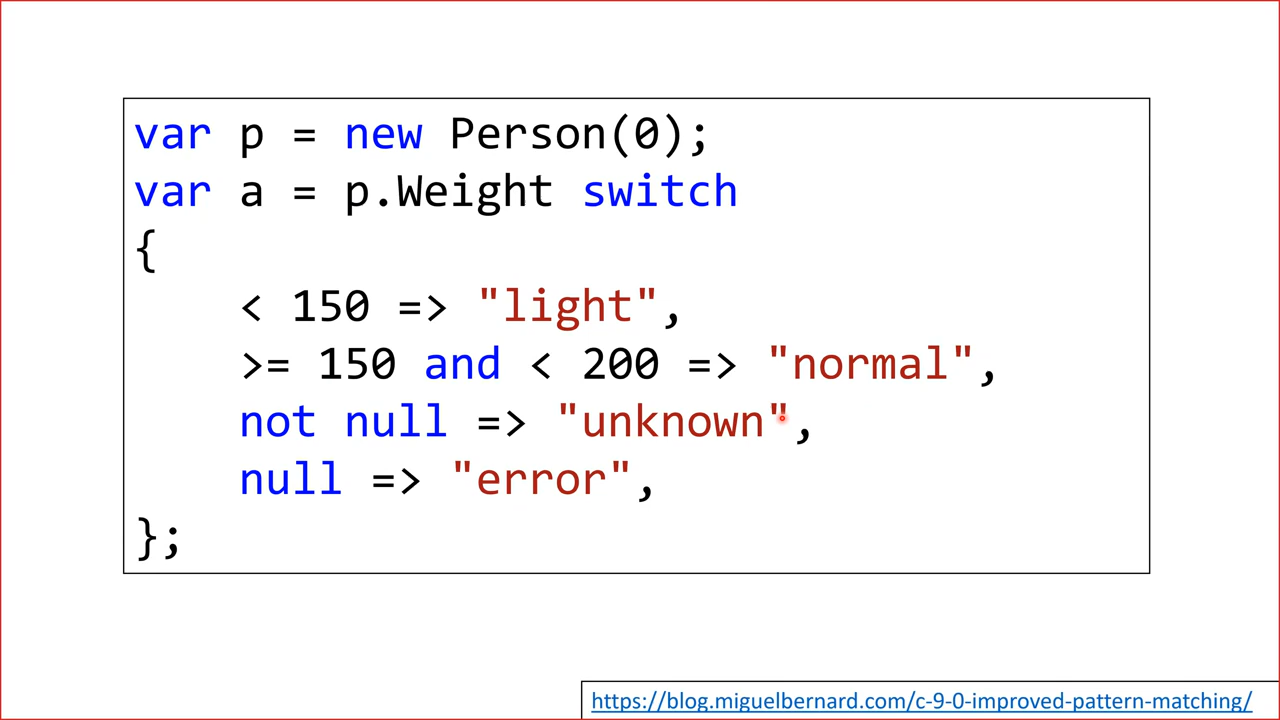 var p = new Person(0);
var a = p.Weight switch
{
    < 150 => "light",
    >= 150 and < 200 => "normal",
    not null => "unknown",
    null => "error",
};
https://blog.miguelbernard.com/c-9-0-improved-pattern-matching/